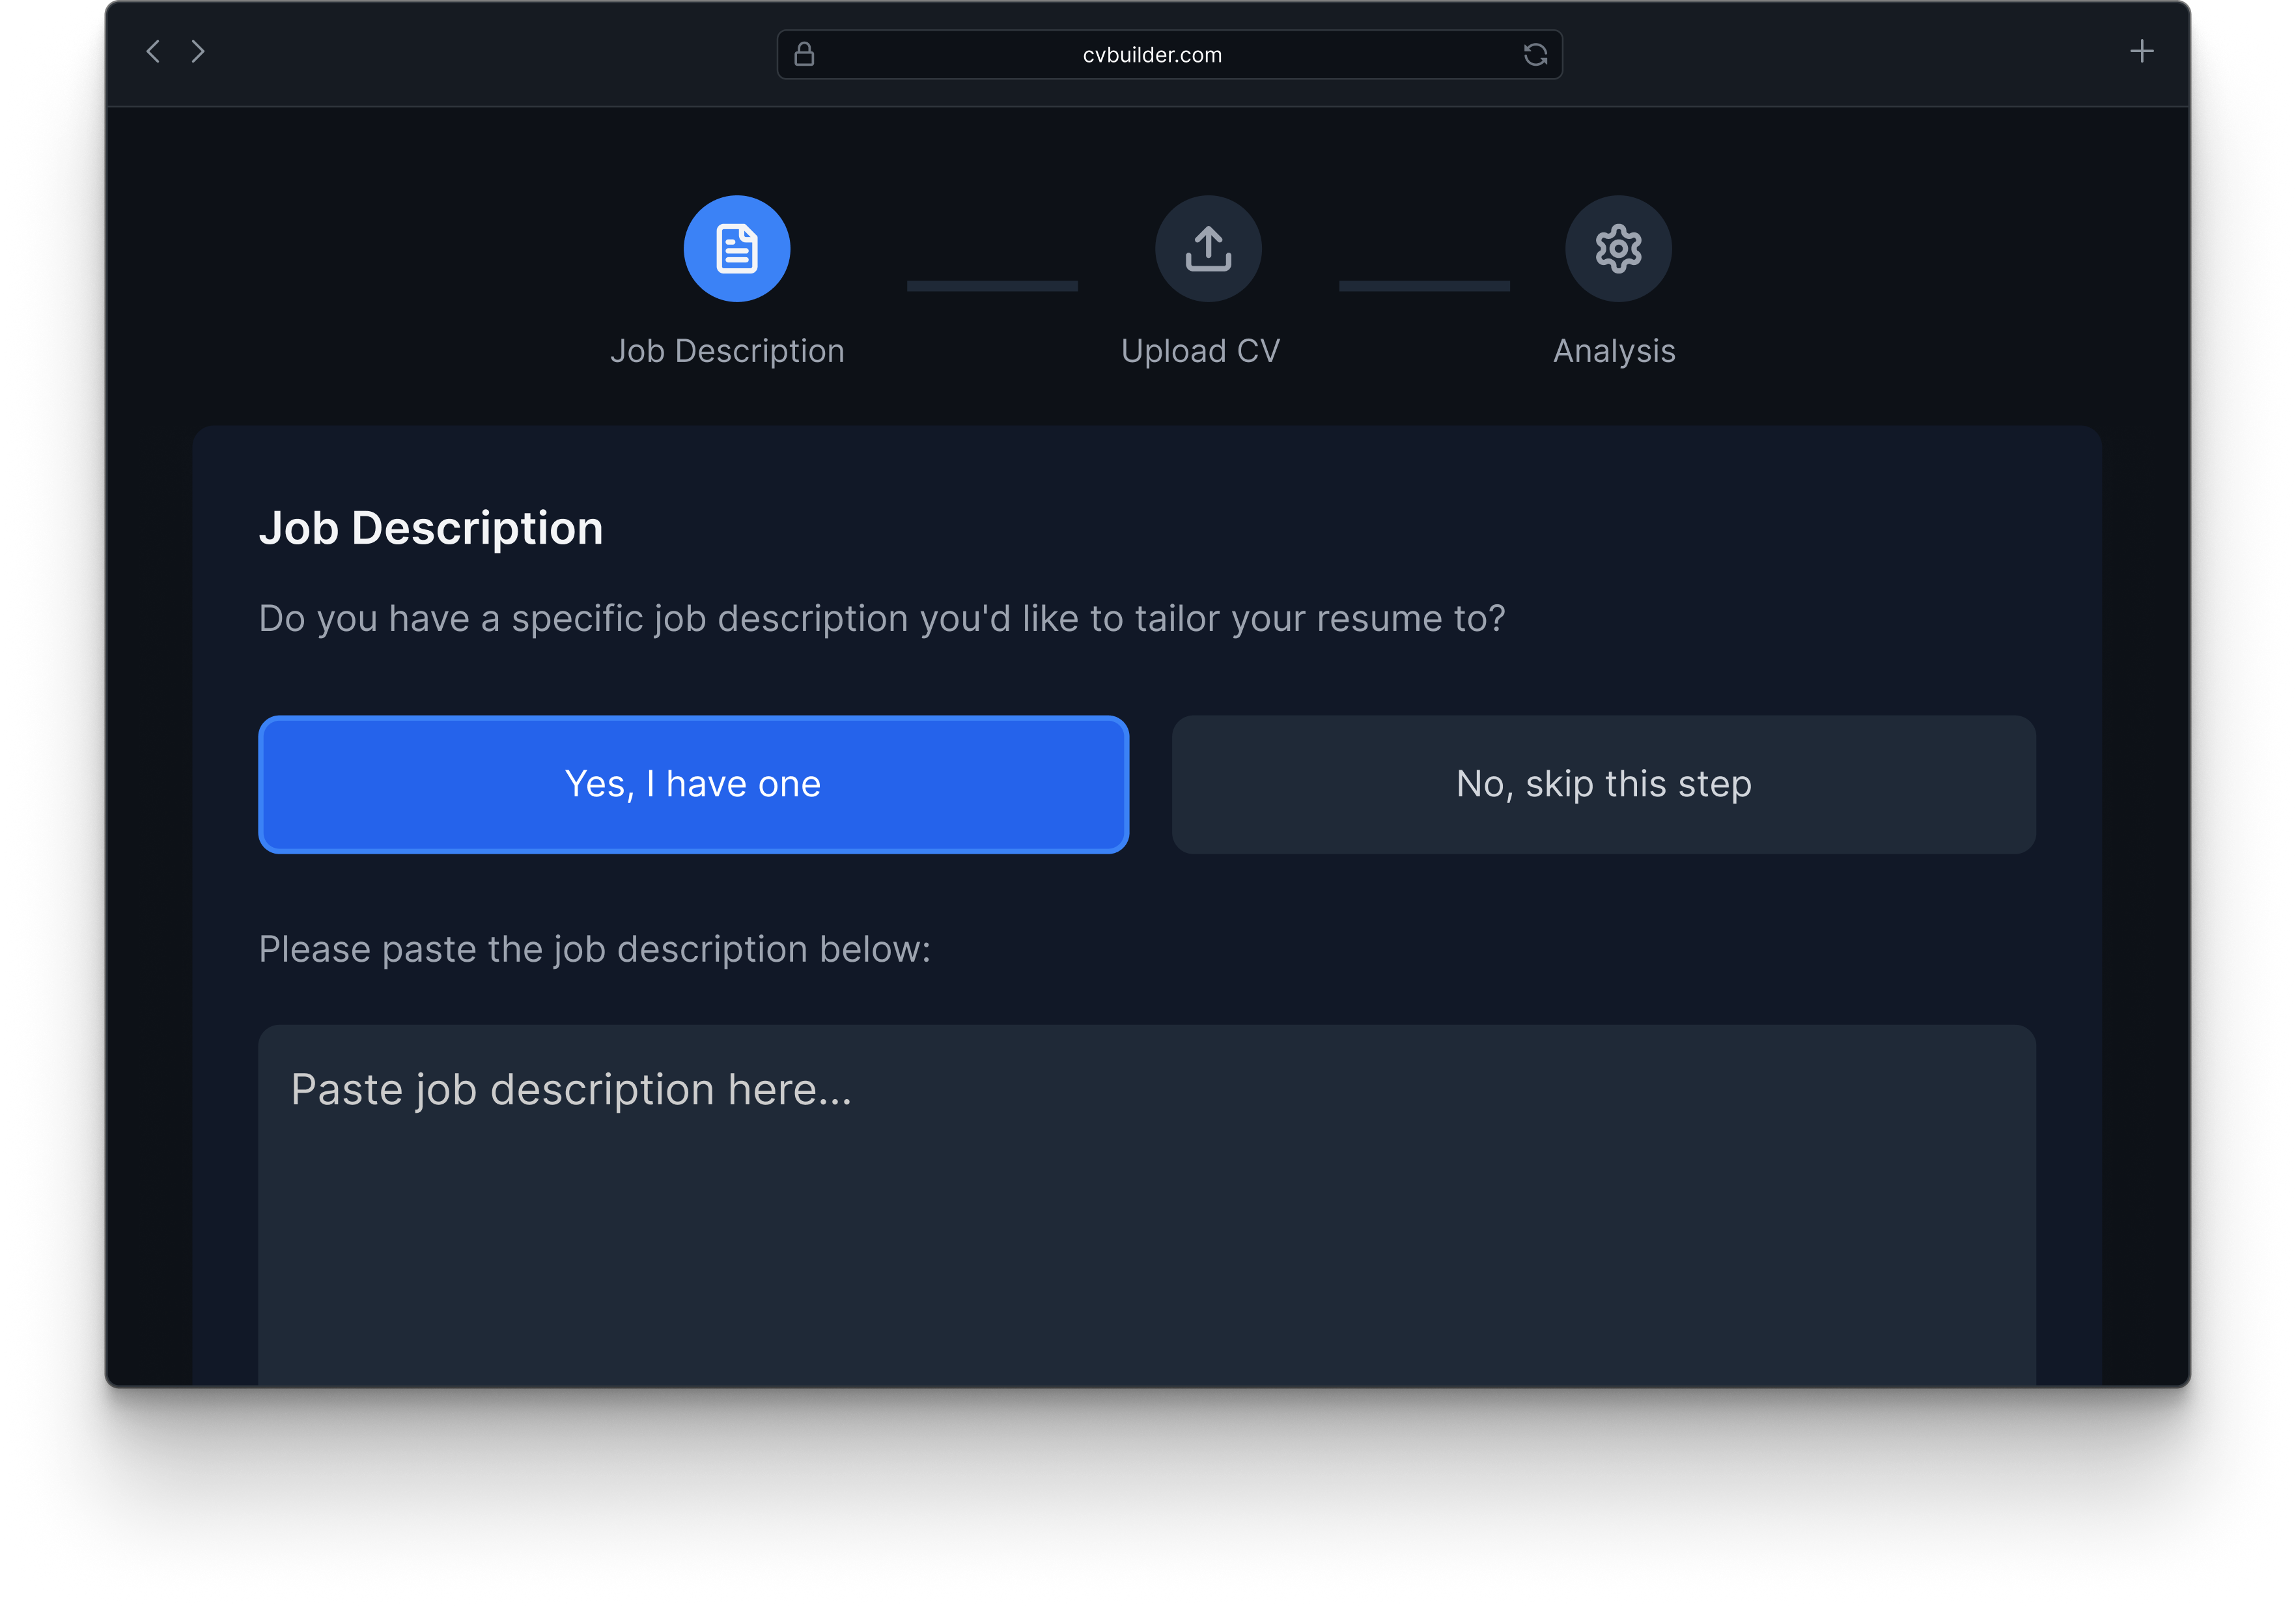 cvbuilder.com
Job Description
Upload CV
Analysis
Job Description
Do you have a specific job description you'd like to tailor your resume to?
Yes, I have one
No, skip this step
Please paste the job description below:
Paste job description here...